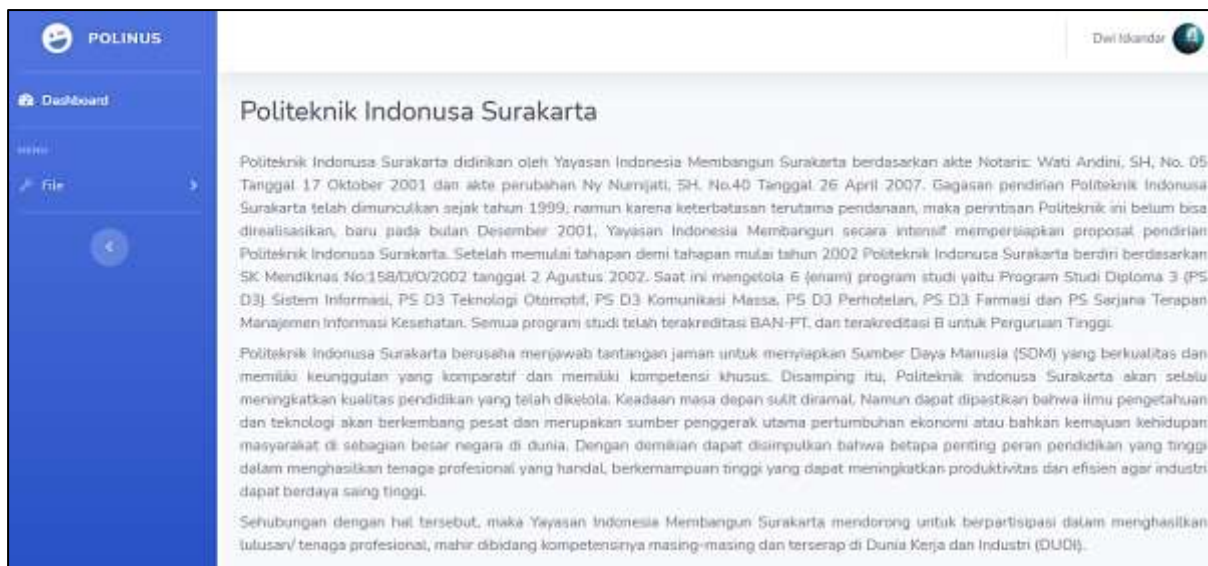 POLINUS
Dwi Iskandar
Dashboard
MENU
File
Politeknik Indonusa Surakarta
Politeknik Indonusa Surakarta didirikan oleh Yayasan Indonesia Membangun Surakarta berdasarkan akte Notaris: Wati Andini, SH, No. 05
Tanggal 17 Oktober 2001 dan akte perubahan Ny Nurnijati, SH, No.40 Tanggal 26 April 2007. Gagasan pendirian Politeknik Indonusa
Surakarta telah dimunculkan sejak tahun 1999, namun karena keterbatasan terutama pendanaan, maka perintisan Politeknik ini belum bisa
direalisasikan, baru pada bulan Desember 2001, Yayasan Indonesia Membangun secara intensif mempersiapkan proposal pendirian
Politeknik Indonusa Surakarta. Setelah memulai tahapan demi tahapan mulai tahun 2002 Politeknik Indonusa Surakarta berdiri berdasarkan
SK Mendiknas No:158/D/O/2002 tanggal 2 Agustus 2002. Saat ini mengelola 6 (enam) program studi yaitu Program Studi Diploma 3 (PS
D3) Sistem Informasi, PS D3 Teknologi Otomotif, PS D3 Komunikasi Massa, PS D3 Perhotelan, PS D3 Farmasi dan PS Sarjana Terapan
Manajemen Informasi Kesehatan. Semua program studi telah terakreditasi BAN-PT, dan terakreditasi B untuk Perguruan Tinggi.
Politeknik Indonusa Surakarta berusaha menjawab tantangan jaman untuk menyiapkan Sumber Daya Manusia (SDM) yang berkualitas dan
memiliki keunggulan yang komparatif dan memiliki kompetensi khusus. Disamping itu, Politeknik Indonusa Surakarta akan selalu
meningkatkan kualitas pendidikan yang telah dikelola. Keadaan masa depan sulit diramal. Namun dapat dipastikan bahwa ilmu pengetahuan
dan teknologi akan berkembang pesat dan merupakan sumber penggerak utama pertumbuhan ekonomi atau bahkan kemajuan kehidupan
masyarakat di sebagian besar negara di dunia. Dengan demikian dapat disimpulkan bahwa betapa penting peran pendidikan yang tinggi
dalam menghasilkan tenaga profesional yang handal, berkemampuan tinggi yang dapat meningkatkan produktivitas dan efisien agar industri
dapat berdaya saing tinggi.
Sehubungan dengan hal tersebut, maka Yayasan Indonesia Membangun Surakarta mendorong untuk berpartisipasi dalam menghasilkan
lulusan/ tenaga profesional, mahir dibidang kompetensinya masing-masing dan terserap di Dunia Kerja dan Industri (DUDI).